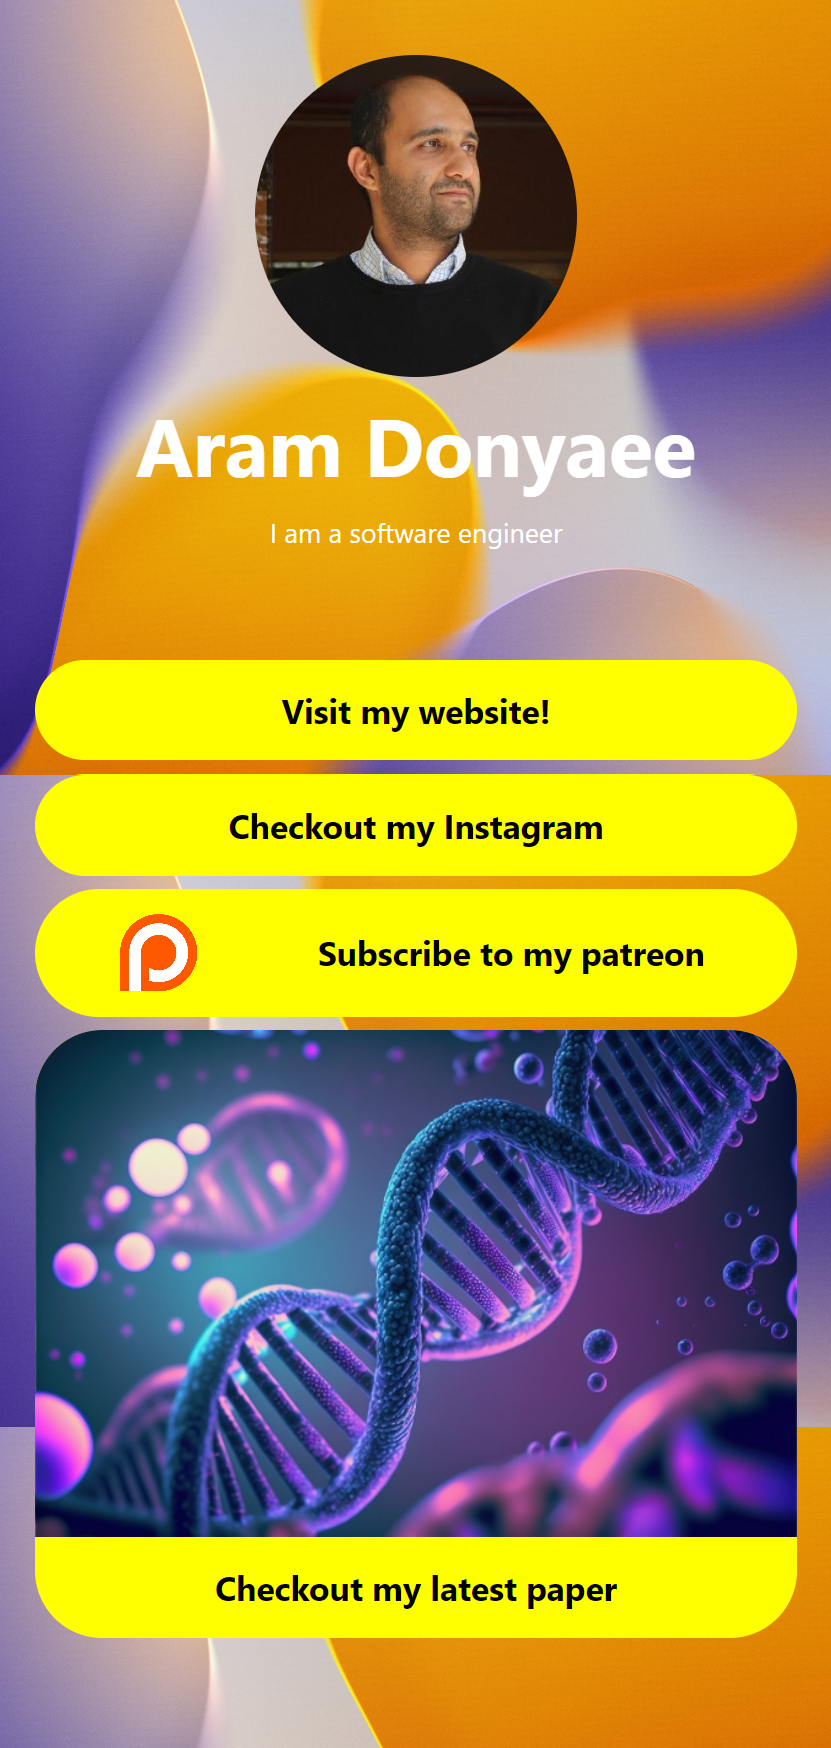 Aram Donyaee
I am a software engineer
Visit my website!
Checkout my Instagram
Subscribe to my patreon
Checkout my latest paper